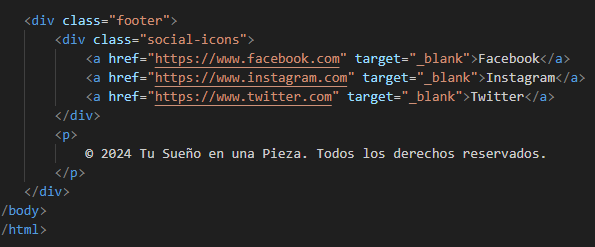 <div class="footer">
<div class="social-icons">
<a href="https://www.facebook.com" target="_blank">Facebook</a>
<a href="https://www.instagram.com" target="_blank">Instagram</a>
<a href="https://www.twitter.com" target="_blank">Twitter</a>
</div>
<p>
© 2024 Tu Sueño en una Pieza. Todos los derechos reservados.
</p>
</div>
/body>
/html>